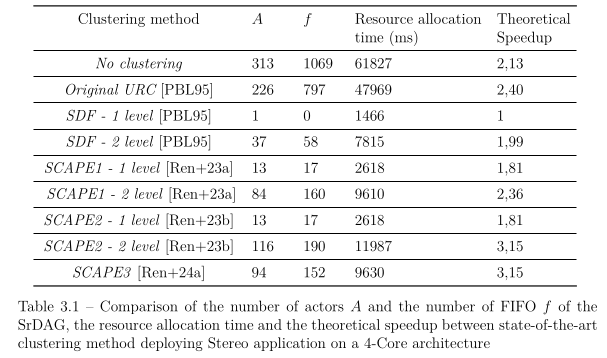 Clustering method A f Resource allocation time (ms) Theoretical Speedup
No clustering 313 1069 61827 2,13
Original URC [PBL95] 226 797 47969 2,40
SDF - 1 level [PBL95] 1 0 1466 1
SDF - 2 level [PBL95] 37 58 7815 1,99
SCAPE1 - 1 level [Ren+23a] 13 17 2618 1,81
SCAPE1 - 2 level [Ren+23a] 84 160 9610 2,36
SCAPE2 - 1 level [Ren+23b] 13 17 2618 1,81
SCAPE2 - 2 level [Ren+23b] 116 190 11987 3,15
SCAPE3 [Ren+24a] 94 152 9630 3,15
Table 3.1 – Comparison of the number of actors A and the number of FIFO f of the
SrDAG, the resource allocation time and the theoretical speedup between state-of-the-art
clustering method deploying Stereo application on a 4-Core architecture